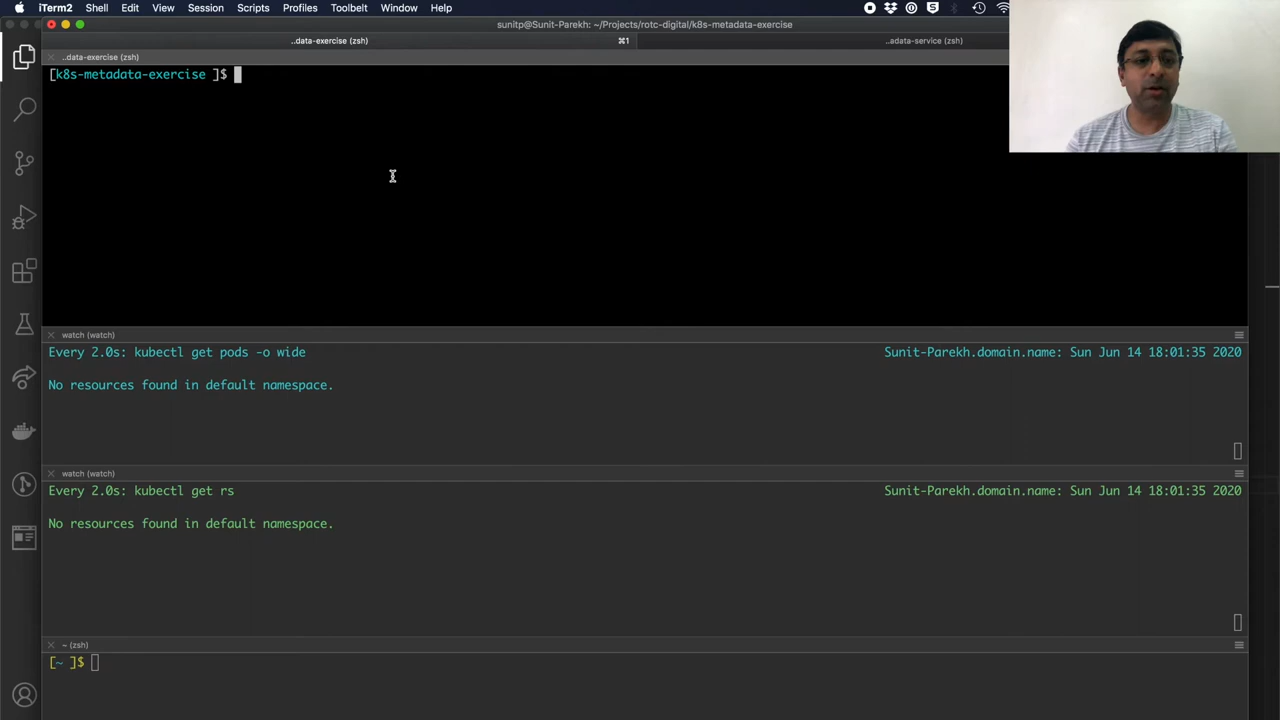 iTerm2 Shell Edit View Session Scripts Profiles Toolbelt Window Help
sunitp@Sunit-Parekh: ~/Projects/rotc-digital/k8s-metadata-exercise
..data-exercise (zsh) ⌘1 ..adata-service (zsh)
..data-exercise (zsh)
[k8s-metadata-exercise ]$
watch (watch)
Every 2.0s: kubectl get pods -o wide Sunit-Parekh.domain.name: Sun Jun 14 18:01:35 2020
No resources found in default namespace.
watch (watch)
Every 2.0s: kubectl get rs Sunit-Parekh.domain.name: Sun Jun 14 18:01:35 2020
No resources found in default namespace.
~ (zsh)
[~ ]$